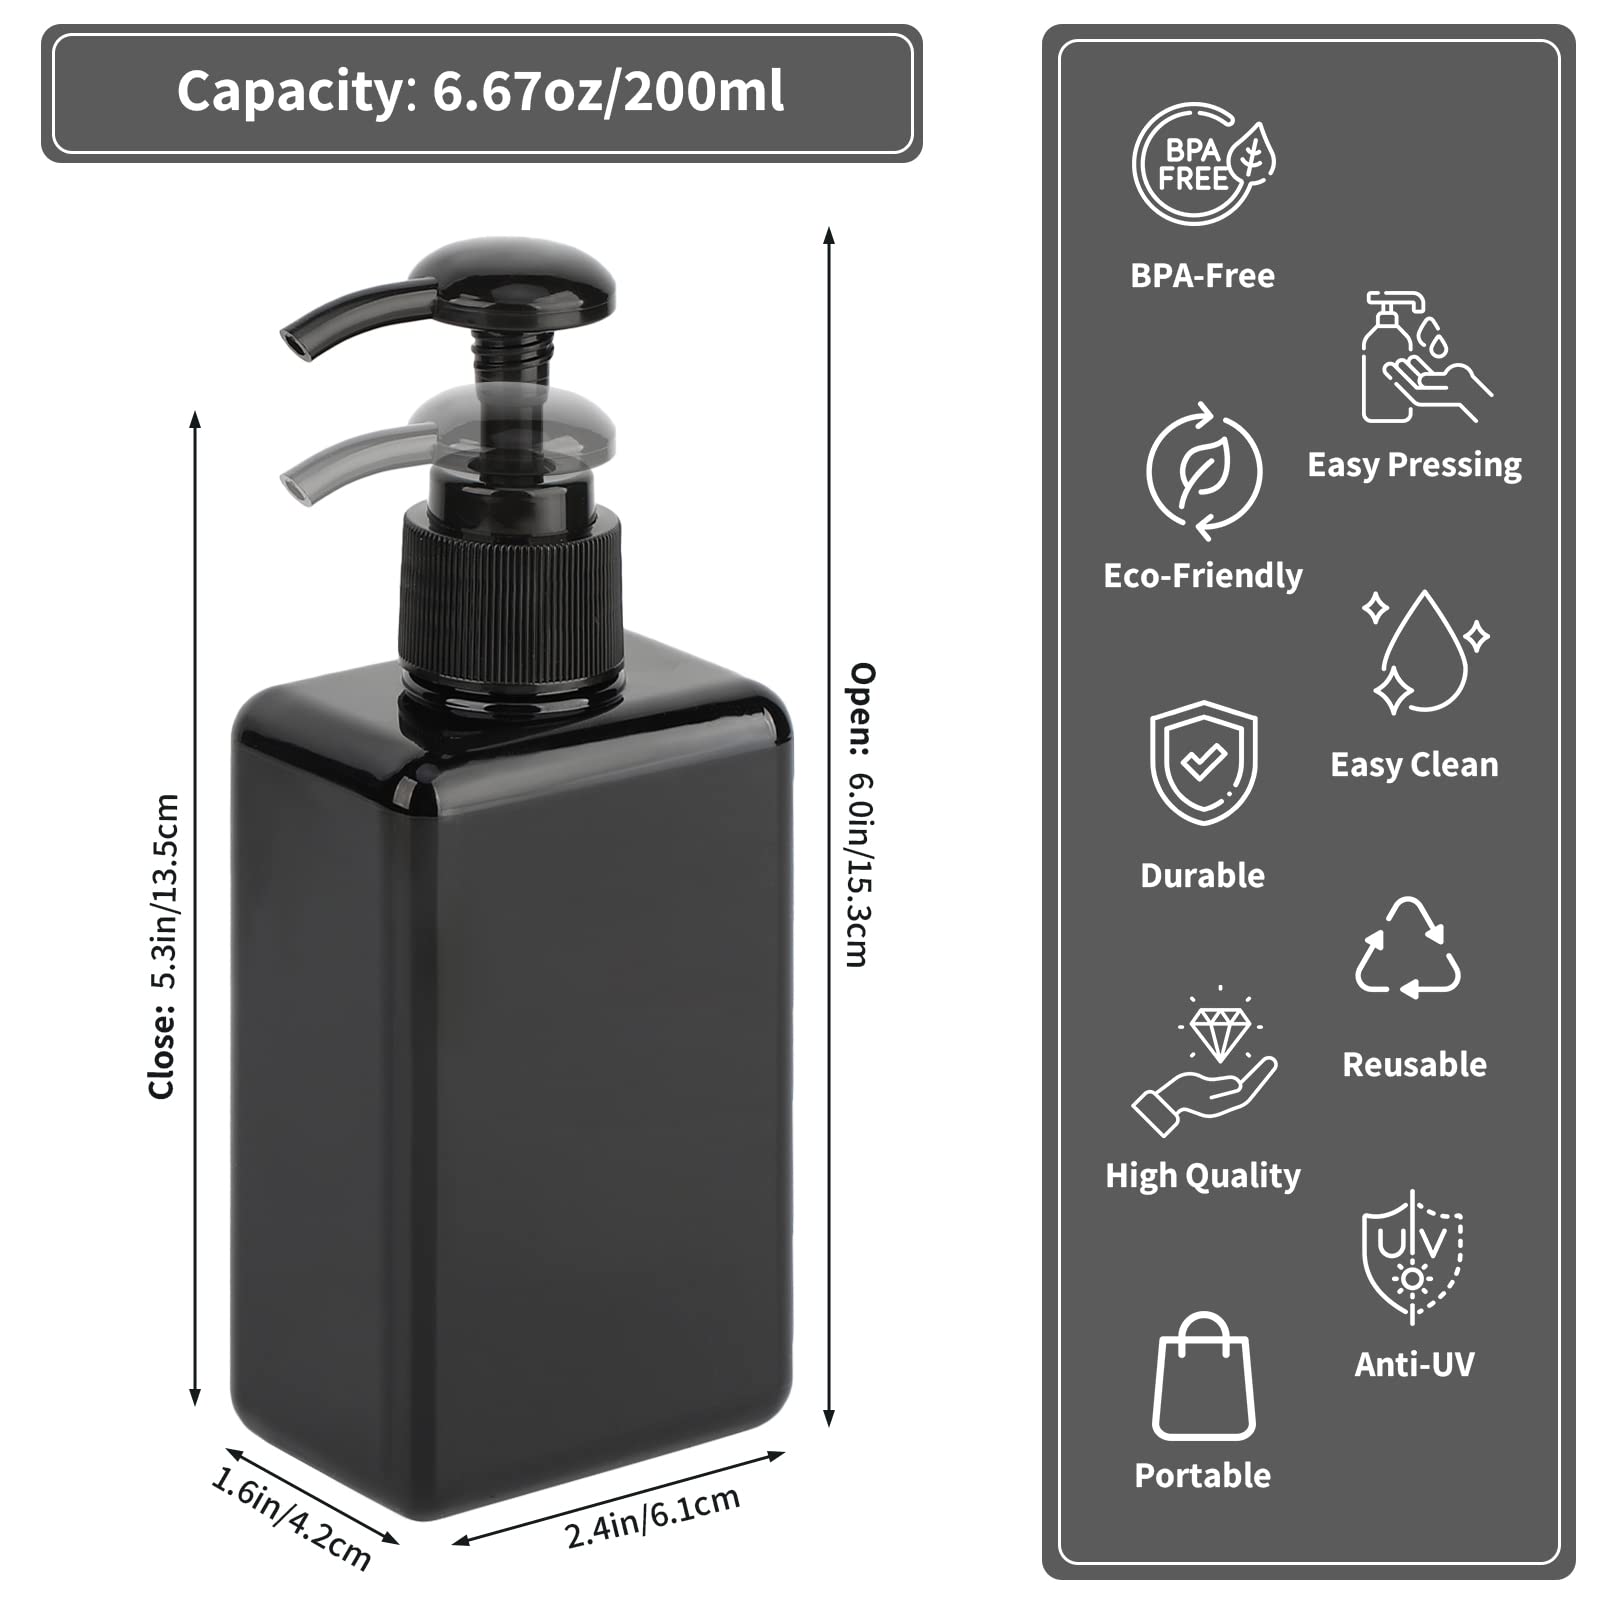 Capacity: 6.67oz/200ml
Close: 5.3in/13.5cm
Open: 6.0in/15.3cm
1.6in/4.2cm
2.4in/6.1cm
BPA
FREE
BPA-Free
Easy Pressing
Eco-Friendly
Easy Clean
Durable
Reusable
High Quality
UV
Anti-UV
Portable